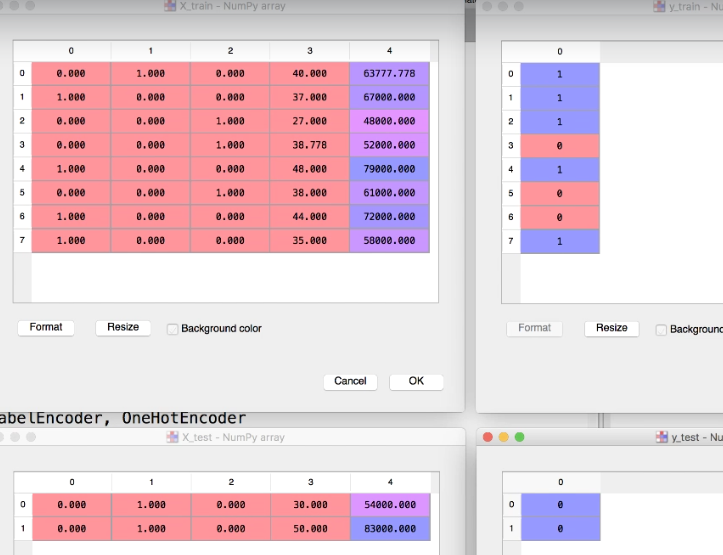 X_train - NumPy array
0 1 2 3 4
0 0.000 1.000 0.000 40.000 63777.778
1 1.000 0.000 0.000 37.000 67000.000
2 0.000 0.000 1.000 27.000 48000.000
3 0.000 0.000 1.000 38.778 52000.000
4 1.000 0.000 0.000 48.000 79000.000
5 0.000 0.000 1.000 38.000 61000.000
6 1.000 0.000 0.000 44.000 72000.000
7 1.000 0.000 0.000 35.000 58000.000
Format Resize Background color
Cancel OK
y_train - Nu
0
0 1
1 1
2 1
3 0
4 1
5 0
6 0
7 1
Format Resize Backgroun
abelEncoder, OneHotEncoder
X_test - NumPy array
0 1 2 3 4
0 0.000 1.000 0.000 30.000 54000.000
1 0.000 1.000 0.000 50.000 83000.000
y_test - Nu
0
0 0
1 0